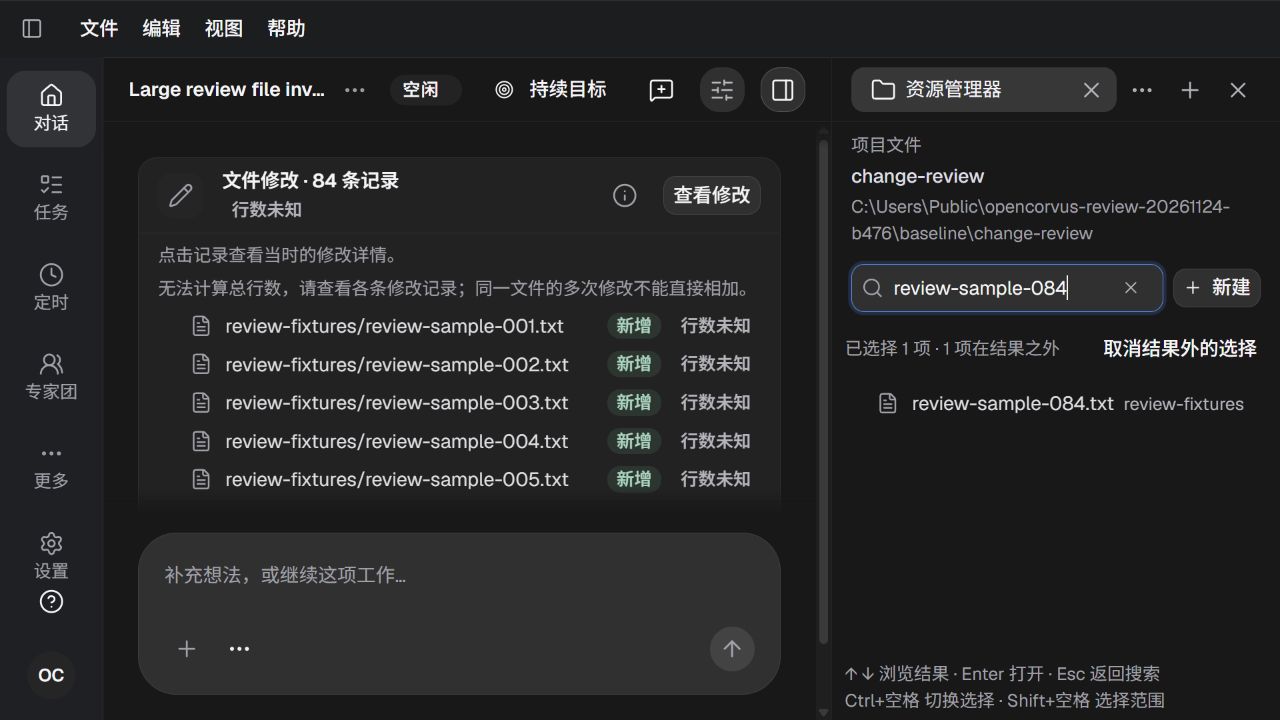 文件 编辑 视图 帮助
对话
任务
定时
专家团
更多
设置
OC
Large review file inv... 空闲 持续目标
文件修改 · 84 条记录
行数未知
查看修改
点击记录查看当时的修改详情。
无法计算总行数，请查看各条修改记录；同一文件的多次修改不能直接相加。
review-fixtures/review-sample-001.txt 新增 行数未知
review-fixtures/review-sample-002.txt 新增 行数未知
review-fixtures/review-sample-003.txt 新增 行数未知
review-fixtures/review-sample-004.txt 新增 行数未知
review-fixtures/review-sample-005.txt 新增 行数未知
补充想法，或继续这项工作...
资源管理器
项目文件
change-review
C:\Users\Public\opencorvus-review-20261124-
b476\baseline\change-review
review-sample-084
新建
已选择 1 项 · 1 项在结果之外 取消结果外的选择
review-sample-084.txt review-fixtures
↑↓ 浏览结果 · Enter 打开 · Esc 返回搜索
Ctrl+空格 切换选择 · Shift+空格 选择范围